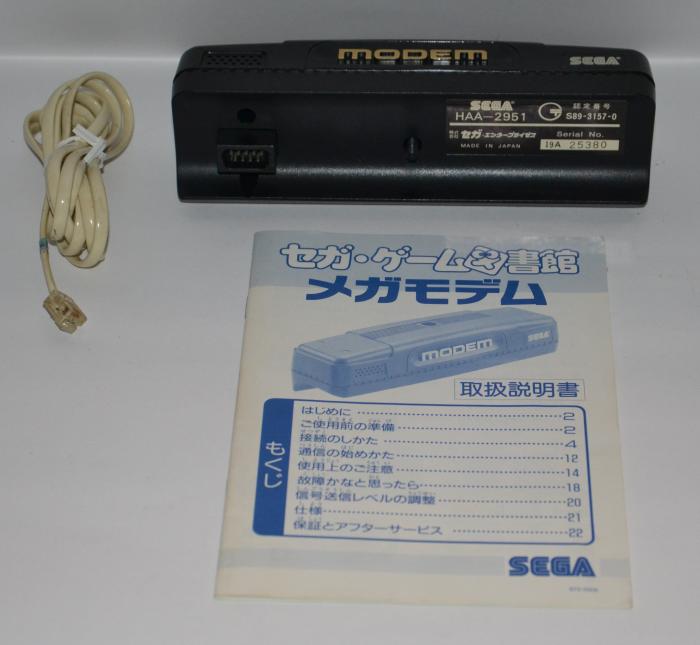 MODEM
SEGA
SEGA
HAA-2951
認定番号
S89-3157-0
株式会社 セガ・エンタープライゼス
MADE IN JAPAN
Serial No.
19A 25380
セガ・ゲーム図書館
メガモデム
MODEM
SEGA
取扱説明書
もくじ
はじめに 2
ご使用前の準備 2
接続のしかた 4
通信の始めかた 12
使用上のご注意 14
故障かなと思ったら 18
信号送信レベルの調整 20
仕様 21
保証とアフターサービス 22
SEGA